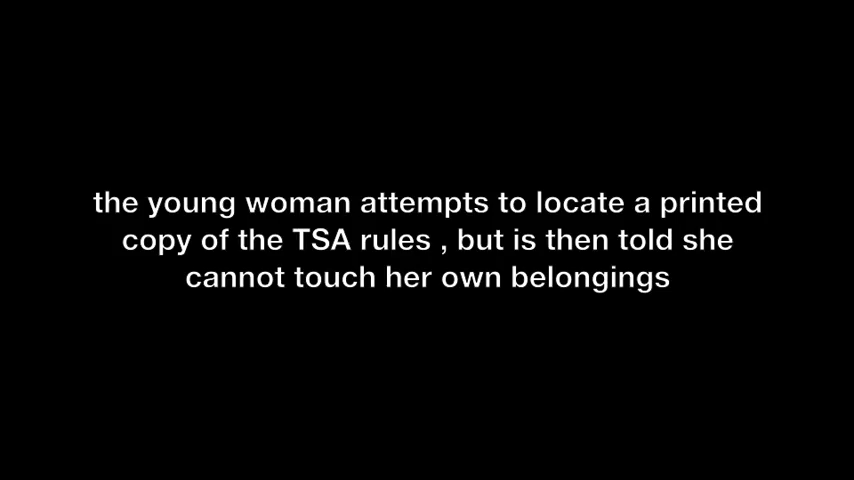 the young woman attempts to locate a printed
copy of the TSA rules , but is then told she
cannot touch her own belongings